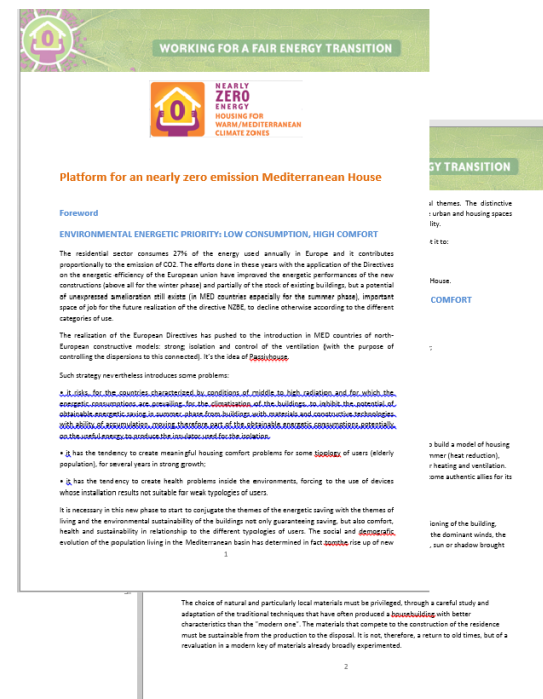 WORKING FOR A FAIR ENERGY TRANSITION
0
0
NEARLY
ZERO
ENERGY
HOUSING FOR
WARM/MEDITERRANEAN
CLIMATE ZONES
Platform for an nearly zero emission Mediterranean House
Foreword
ENVIRONMENTAL ENERGETIC PRIORITY: LOW CONSUMPTION, HIGH COMFORT
The residential sector consumes 27% of the energy used annually in Europe and it contributes
proportionally to the emission of CO2. The efforts done in these years with the application of the Directives
on the energetic efficiency of the European union have improved the energetic performances of the new
constructions (above all for the winter phase) and partially of the stock of existing buildings, but a potential
of unexpressed amelioration still exists (in MED countries especially for the summer phase), important
space of job for the future realisation of the directive NZBE, to decline otherwise according to the different
categories of use.
The realization of the European Directives has pushed to the introduction in MED countries of north-
European constructive models: strong; isolation and control of the ventilation (with the purpose of
controlling the dispersions to this connected). It's the idea of Passivhouse.
Such strategy nevertheless introduces some problems:
• it risks, for the countries characterized by conditions of middle to high radiation and for which the
energetic consumptions are prevailing for the climatization of the buildings, to inhibit the potential of
obtainable energetic saving in summer phase from buildings with materials and constructive technologies
with ability of accumulation, moving therefore part of the obtainable energetic consumptions potentially
on the useful energy to produce the insulator used for the isolation.
• it has the tendency to create meaningful housing comfort problems for some tipology of users (elderly
population), for several years in strong growth;
• it has the tendency to create health problems inside the environments, forcing to the use of devices
whose installation results not suitable far weak typologies of users.
It is necessary in this new phase to start to conjugate the themes of the energetic saving with the themes of
living and the environmental sustainability of the buildings not only guaranteeing saving, but also comfort,
health and sustainability in relationship to the different typologies of users. The social and demografic
evolution of the population living in the Mediterranean basin has determined in fact tomthe rise up of new
1
GY TRANSITION
al themes. The distinctive
urban and housing spaces
lity.
t it to:
House.
COMFORT
o build a model of housing
mmer (heat reduction),
r heating and ventilation.
ome authentic allies for its
ioning of the building,
the dominant winds, the
, sun or shadow brought
The choice of natural and particularly local materials must be privileged, through a careful study and
adaptation of the traditional techniques that have often produced a housebuilding with better
characteristics than the "modern one". The materials that compete to the construction of the residence
must be sustainable from the production to the disposal. It is not, therefore, a return to old times, but of a
revaluation in a modern key of materials already broadly experimented.
2